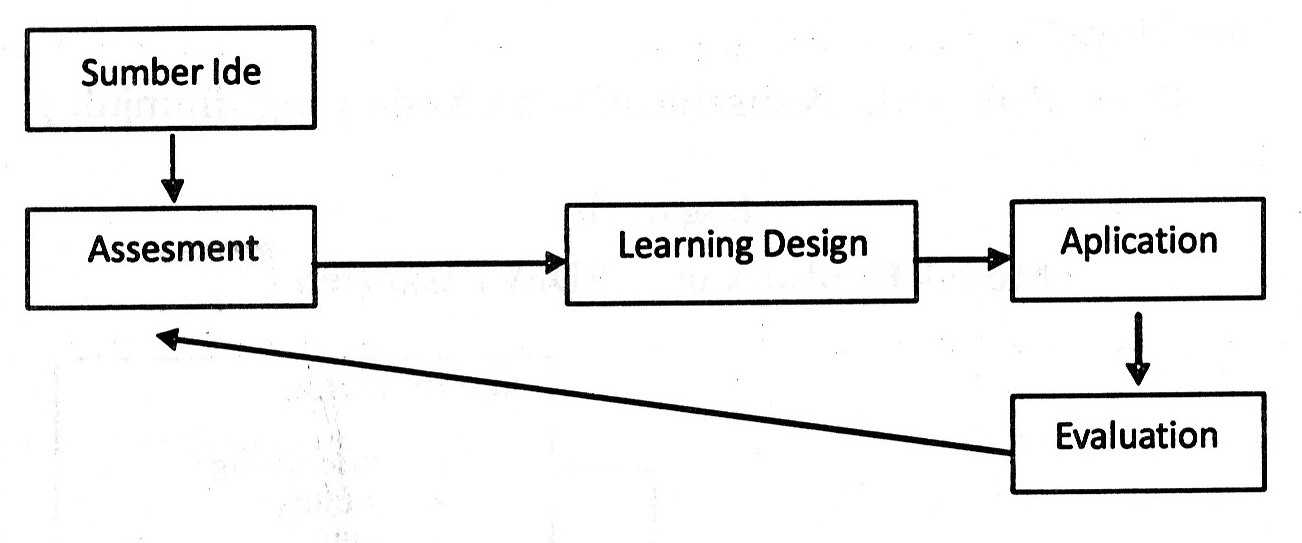 Sumber Ide
Assesment
Learning Design
Aplication
Evaluation